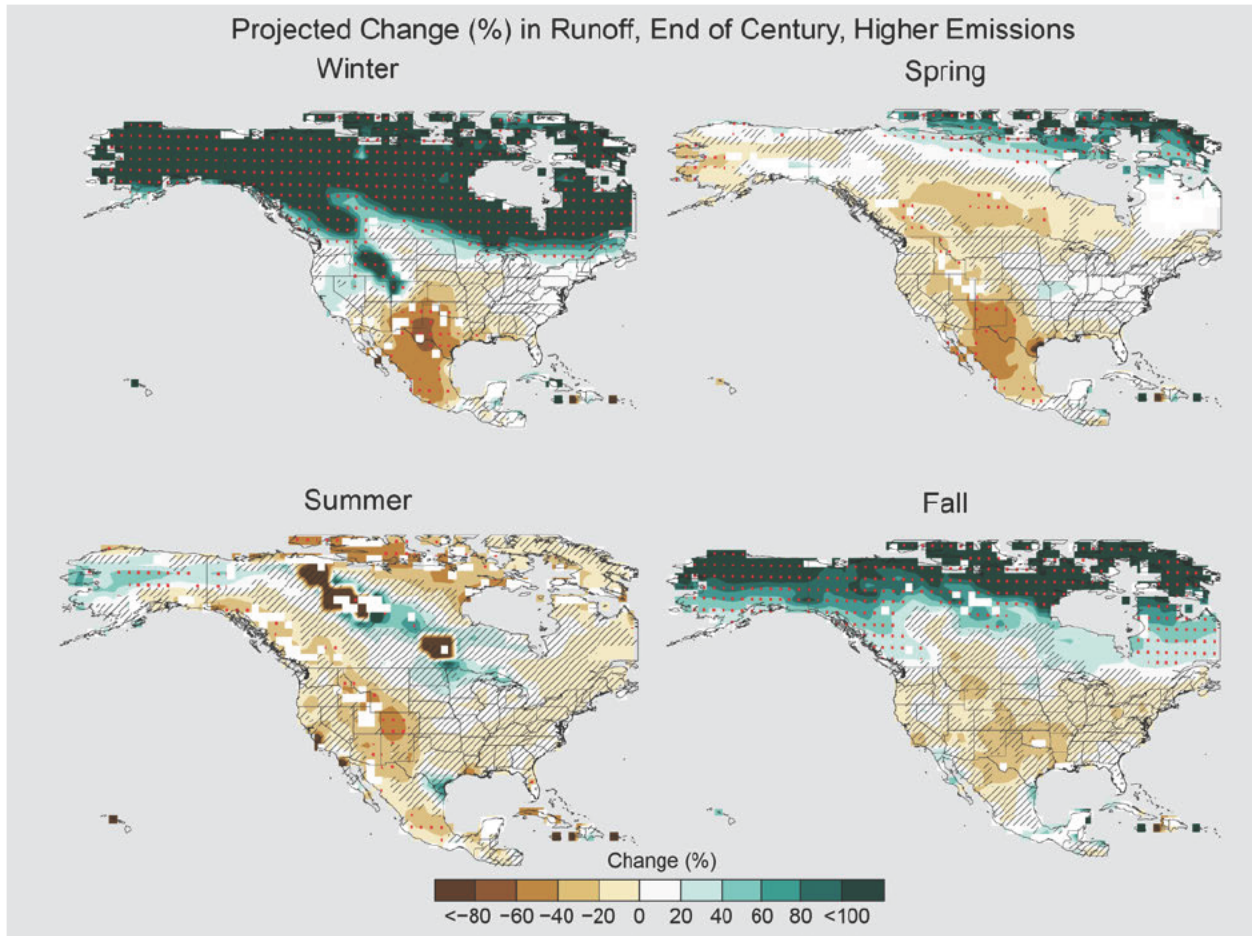 Projected Change (%) in Runoff, End of Century, Higher Emissions
Winter
Spring
Summer
Fall
Change (%)
<−80 −60 −40 −20 0 20 40 60 80 <100